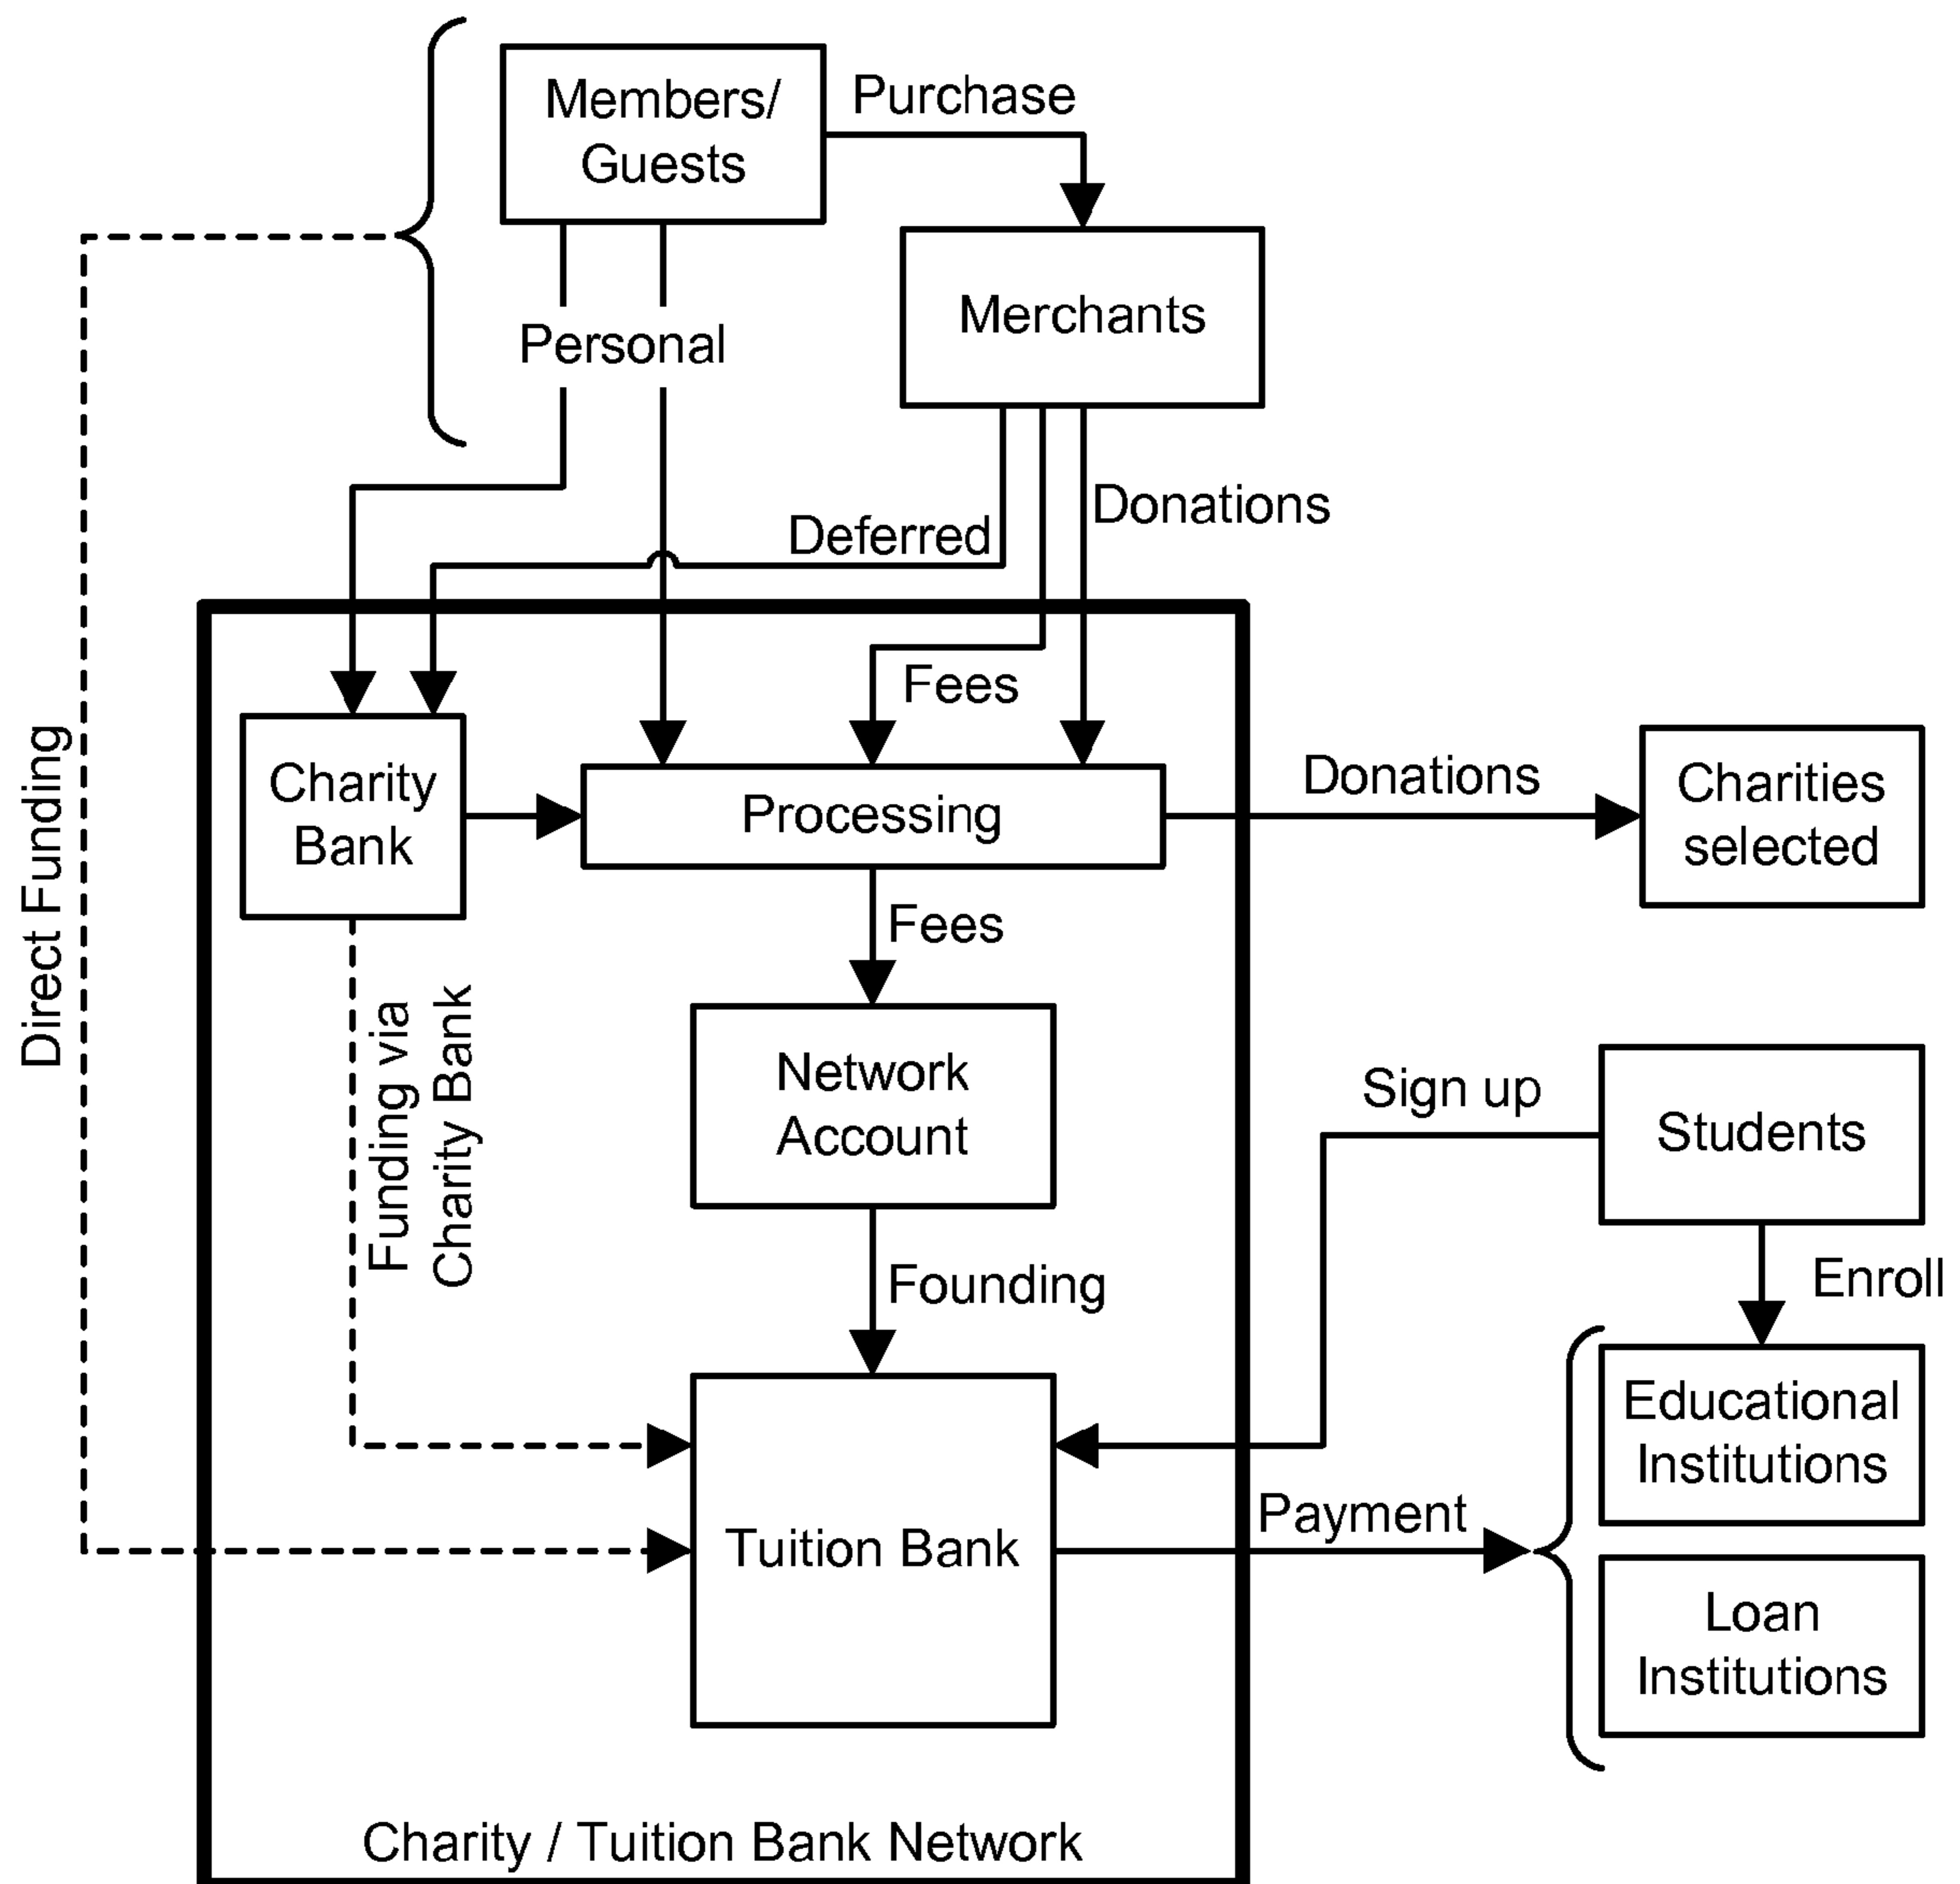 Members/
Guests
Purchase
Merchants
Personal
Donations
Deferred
Fees
Direct Funding
Charity
Bank
Processing
Donations
Charities
selected
Fees
Funding via
Charity Bank
Network
Account
Sign up
Students
Founding
Enroll
Educational
Institutions
Payment
Tuition Bank
Loan
Institutions
Charity / Tuition Bank Network